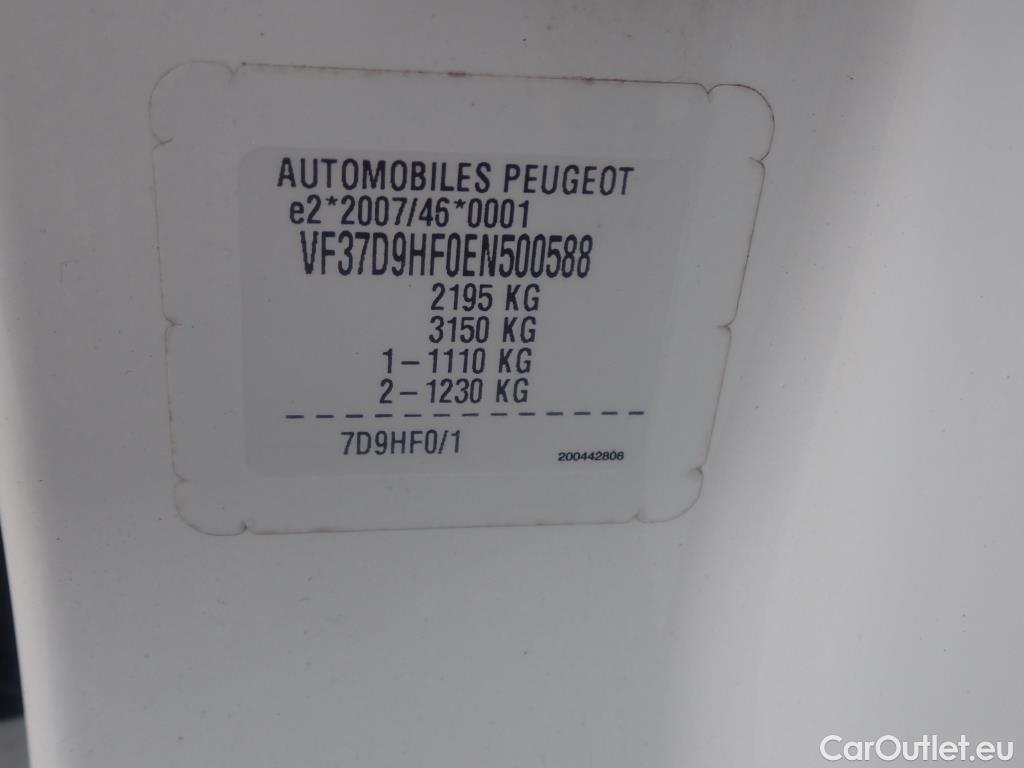 AUTOMOBILES PEUGEOT
e2*2007/46*0001
VF37D9HF0EN500588
2195 KG
3150 KG
1-1110 KG
2-1230 KG
7D9HF0/1
200442806
CarOutlet.eu